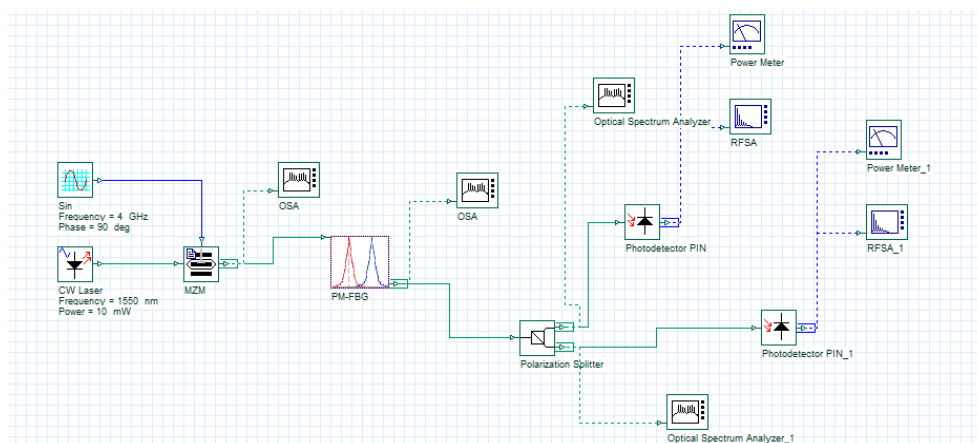 Power Meter
Optical Spectrum Analyzer
RFSA
Power Meter_1
Sin
Frequency = 4 GHz
Phase = 90 deg
OSA
OSA
Photodetector PIN
RFSA_1
CW Laser
Frequency = 1550 nm
Power = 10 mW
MZM
PM-FBG
Polarization Splitter
Photodetector PIN_1
Optical Spectrum Analyzer_1